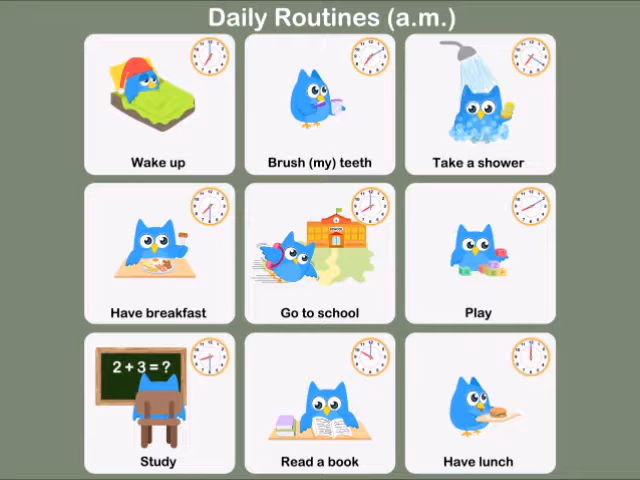 Daily Routines (a.m.)
Wake up
Brush (my) teeth
Take a shower
Have breakfast
SCHOOL
Go to school
Play
2 + 3 = ?
Study
Read a book
Have lunch